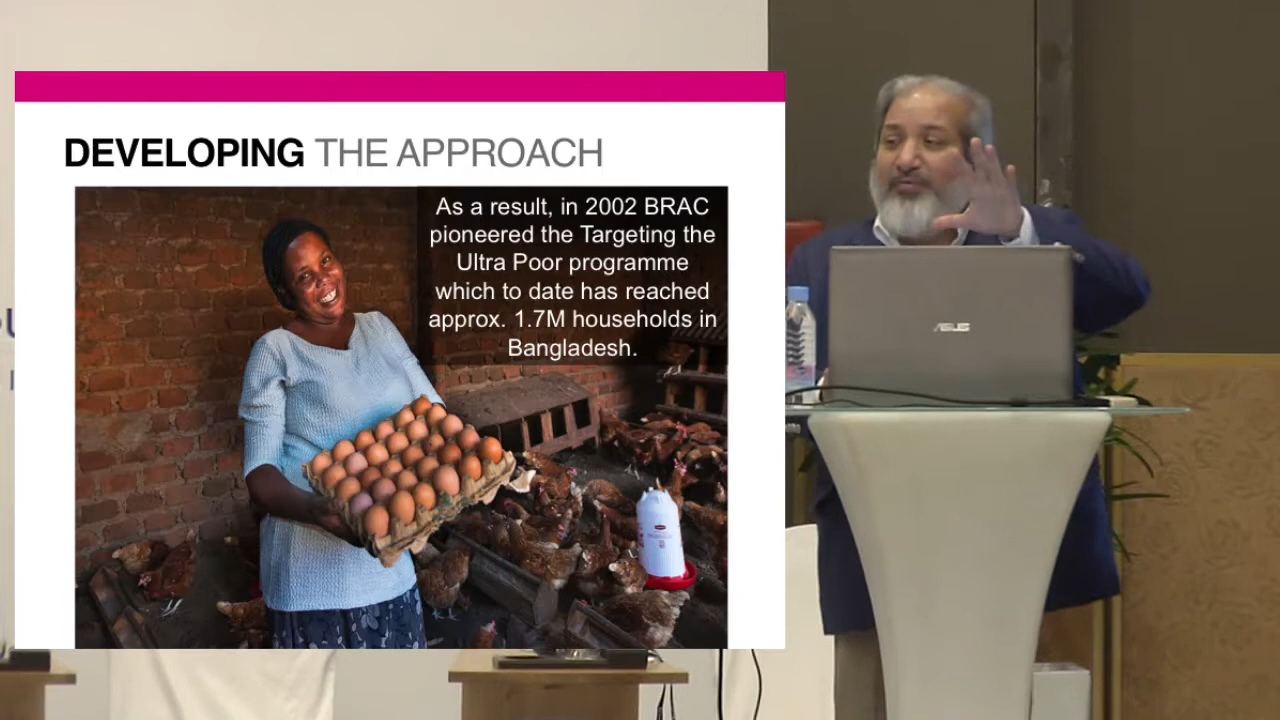 DEVELOPING THE APPROACH
As a result, in 2002 BRAC
pioneered the Targeting the
Ultra Poor programme
which to date has reached
approx. 1.7M households in
Bangladesh.
ASUS